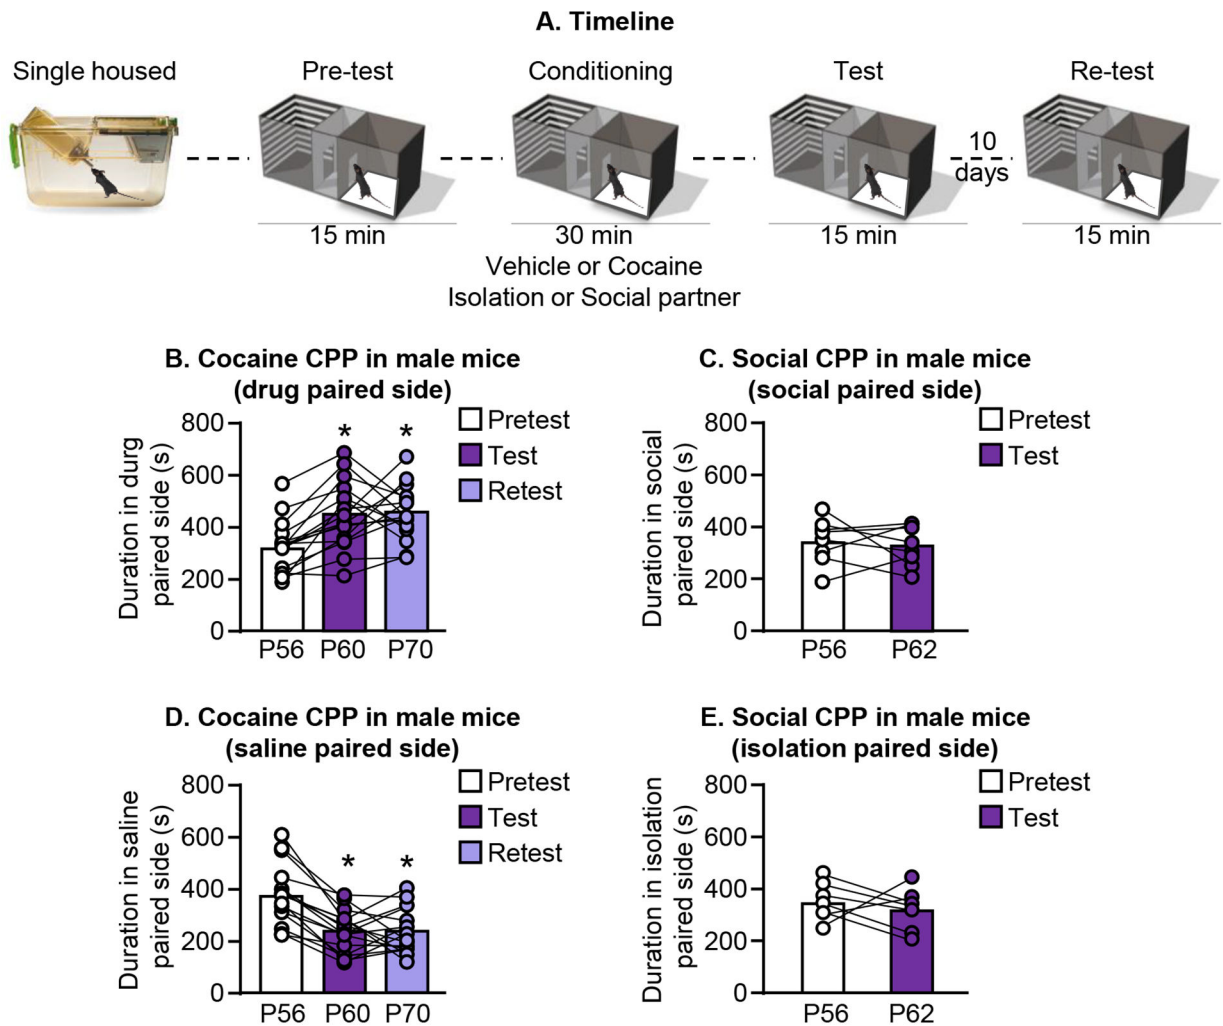 A. Timeline
Single housed
Pre-test
Conditioning
Test
Re-test
10
days
15 min
30 min
15 min
15 min
Vehicle or Cocaine
Isolation or Social partner
B. Cocaine CPP in male mice
(drug paired side)
Duration in durg
paired side (s)
800
600
400
200
0
*
*
P56
P60
P70
Pretest
Test
Retest
C. Social CPP in male mice
(social paired side)
Duration in social
paired side (s)
800
600
400
200
0
P56
P62
Pretest
Test
D. Cocaine CPP in male mice
(saline paired side)
Duration in saline
paired side (s)
800
600
400
200
0
*
*
P56
P60
P70
Pretest
Test
Retest
E. Social CPP in male mice
(isolation paired side)
Duration in isolation
paired side (s)
800
600
400
200
0
P56
P62
Pretest
Test